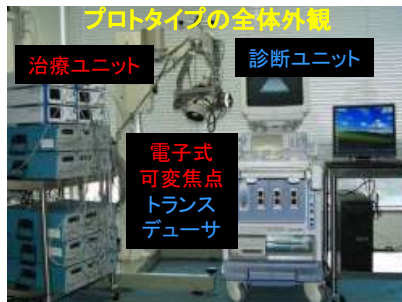 プロトタイプの全体外観
治療ユニット
診断ユニット
電子式
可変焦点
トランス
デューサ